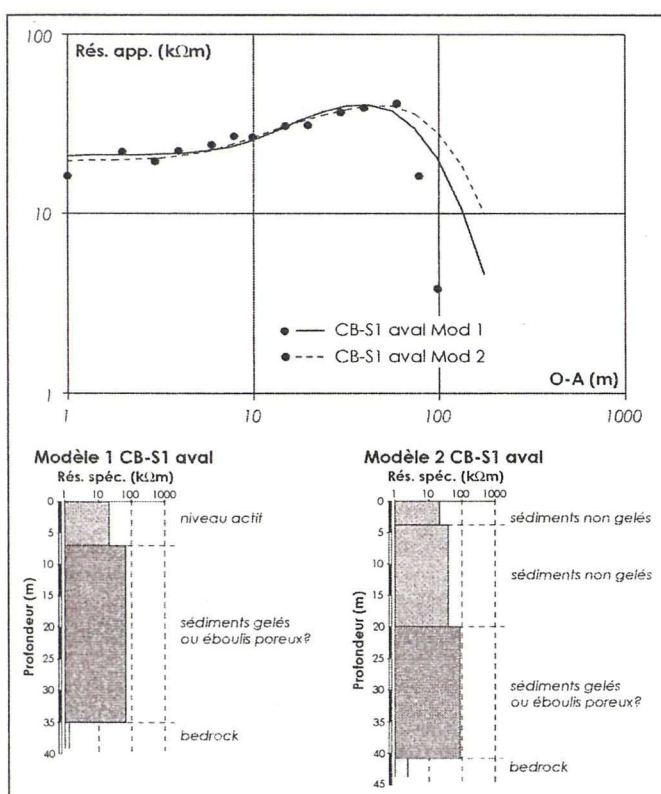 100
Rés. app. (kΩm)
10
CB-S1 aval Mod 1
CB-S1 aval Mod 2
O-A (m)
1
1 10 100 1000
Modèle 1 CB-S1 aval
Rés. spéc. (kΩm)
1 10 100 1000
Profondeur (m)
0
5
10
15
20
25
30
35
40
niveau actif
sédiments gelés
ou éboulis poreux?
bedrock
Modèle 2 CB-S1 aval
Rés. spéc. (kΩm)
1 10 100 1000
Profondeur (m)
0
5
10
15
20
25
30
35
40
45
sédiments non gelés
sédiments non gelés
sédiments gelés
ou éboulis poreux?
bedrock